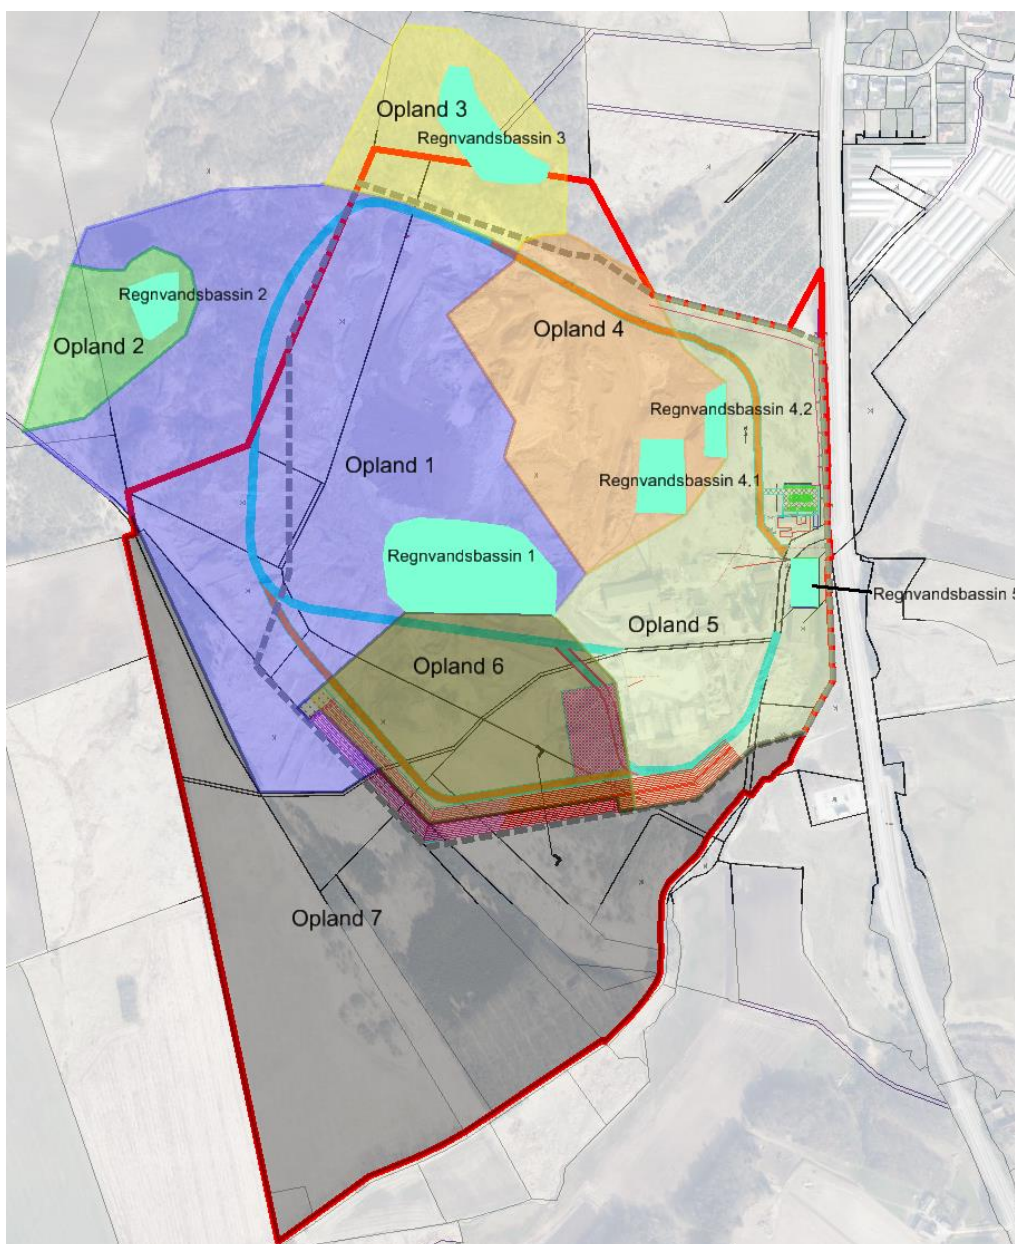 Opland 3
Regnvandsbassin 3
Regnvandsbassin 2
Opland 2
Opland 4
Regnvandsbassin 4.2
Opland 1
Regnvandsbassin 4.1
Regnvandsbassin 1
Regnvandsbassin 5
Opland 5
Opland 6
Opland 7